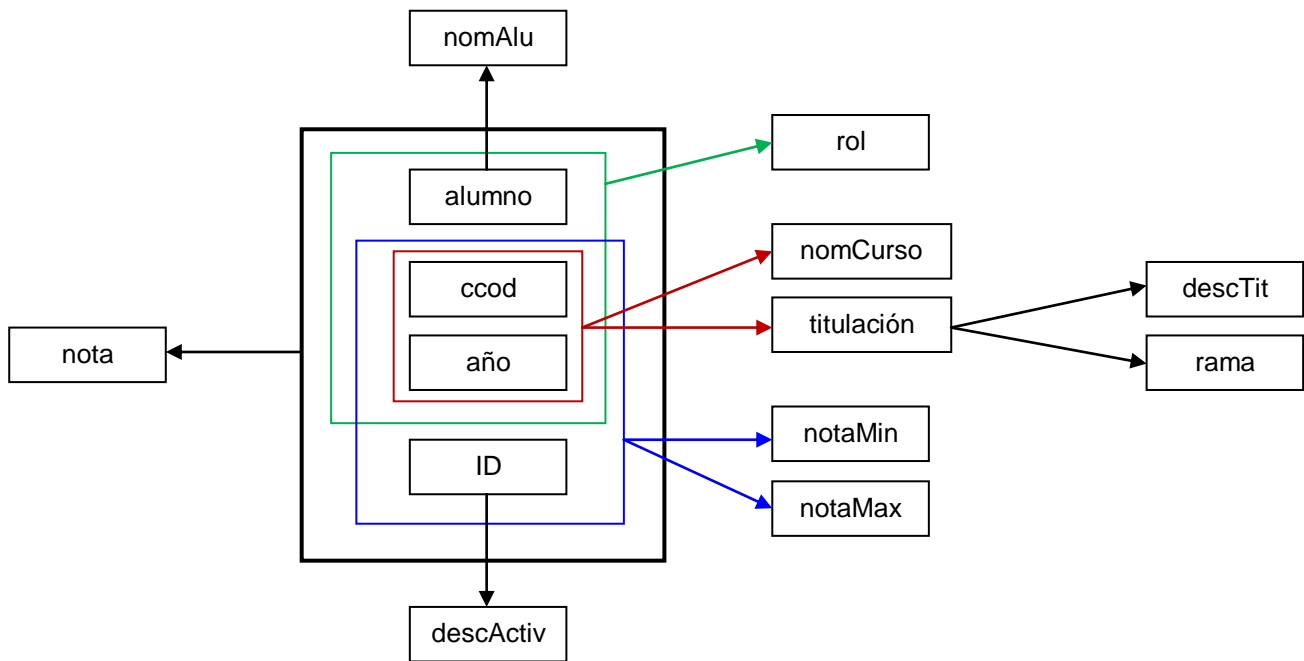 nomAlu
rol
alumno
nomCurso
ccod
descTit
titulación
nota
año
rama
notaMin
ID
notaMax
descActiv